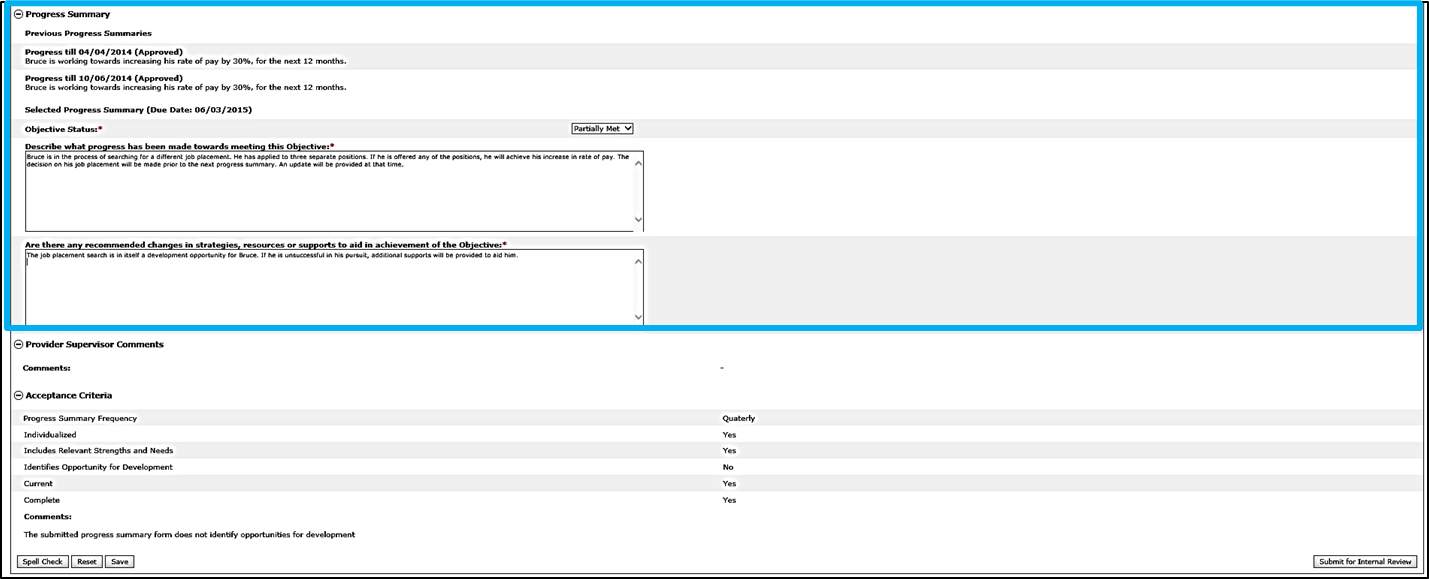 Progress Summary
Previous Progress Summaries
Progress till 04/04/2014 (Approved)
Bruce is working towards increasing his rate of pay by 30%, for the next 12 months.
Progress till 10/06/2014 (Approved)
Bruce is working towards increasing his rate of pay by 30%, for the next 12 months.
Selected Progress Summary (Due Date: 06/03/2015)
Objective Status:* Partially Met
Describe what progress has been made towards meeting this Objective:*
Bruce is in the process of searching for a different job placement. He has applied to three separate positions. If he is offered any of the positions, he will achieve his increase in rate of pay. The
decision on his job placement will be made prior to the next progress summary. An update will be provided at that time.
Are there any recommended changes in strategies, resources or supports to aid in achievement of the Objective:*
The job placement search is in itself a development opportunity for Bruce. If he is unsuccessful in his pursuit, additional supports will be provided to aid him.
Provider Supervisor Comments
Comments: -
Acceptance Criteria
Progress Summary Frequency Quaterly
Individualized Yes
Includes Relevant Strengths and Needs Yes
Identifies Opportunity for Development No
Current Yes
Complete Yes
Comments:
The submitted progress summary form does not identify opportunities for development
Spell Check Reset Save Submit for Internal Review